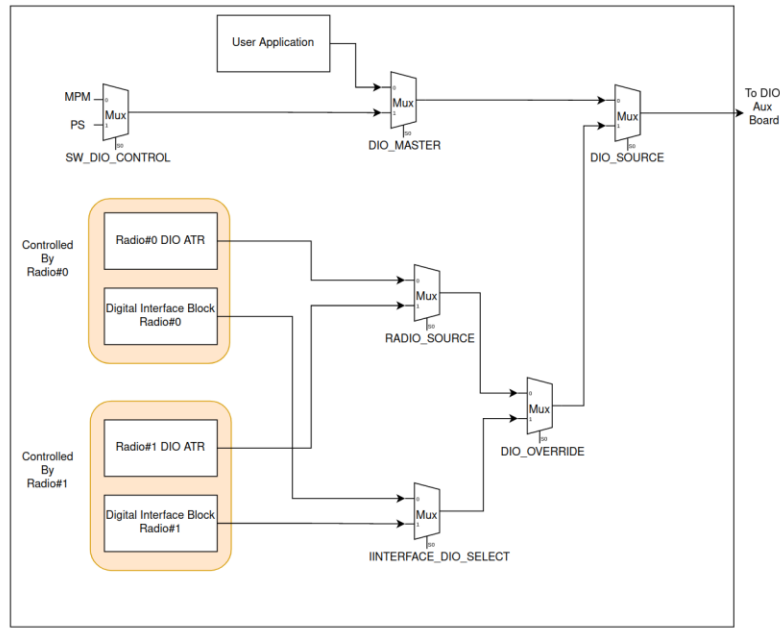 User Application
MPM
0
Mux
PS
1
S0
SW_DIO_CONTROL
0
Mux
1
S0
DIO_MASTER
0
Mux
1
S0
DIO_SOURCE
To DIO
Aux
Board
Controlled
By
Radio#0
Radio#0 DIO ATR
Digital Interface Block
Radio#0
0
Mux
1
S0
RADIO_SOURCE
0
Mux
1
S0
DIO_OVERRIDE
Controlled
By
Radio#1
Radio#1 DIO ATR
Digital Interface Block
Radio#1
0
Mux
1
S0
IINTERFACE_DIO_SELECT